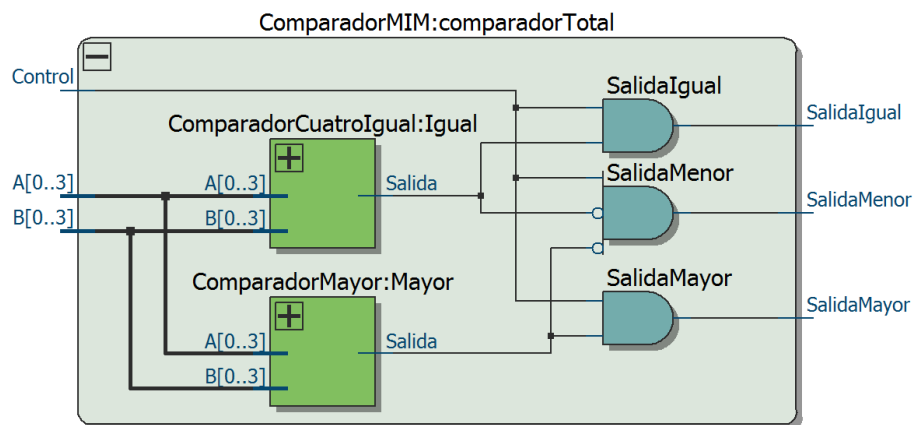 ComparadorMIM:comparadorTotal
Control
SalidaIgual
SalidaIgual
ComparadorCuatroIgual:Igual
A[0..3]
A[0..3]
Salida
SalidaMenor
SalidaMenor
B[0..3]
B[0..3]
ComparadorMayor:Mayor
SalidaMayor
SalidaMayor
A[0..3]
Salida
B[0..3]